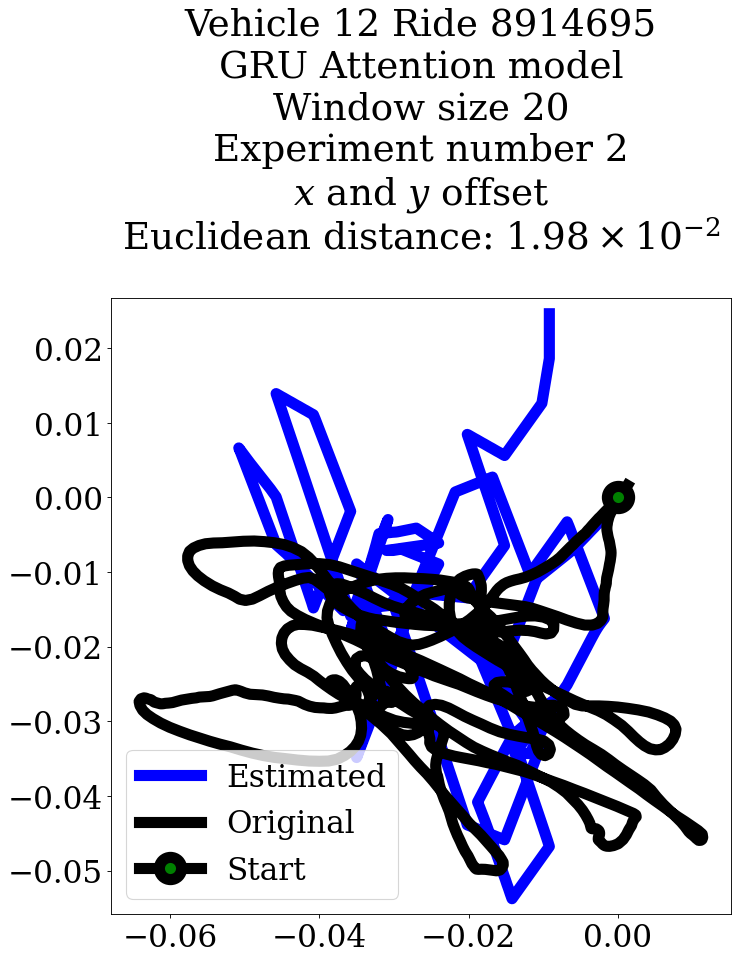 Vehicle 12 Ride 8914695
GRU Attention model
Window size 20
Experiment number 2
x and y offset
Euclidean distance: 1.98 × 10⁻²
0.02
0.01
0.00
−0.01
−0.02
−0.03
−0.04
−0.05
Estimated
Original
Start
−0.06 −0.04 −0.02 0.00